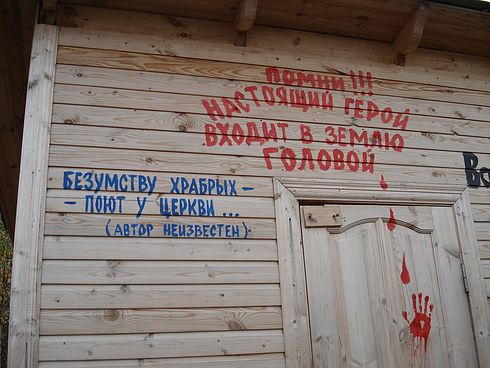 ПОМНИ!!!
НАСТОЯЩИЙ ГЕРОЙ
ВХОДИТ В ЗЕМЛЮ
ГОЛОВОЙ
БЕЗУМСТВУ ХРАБРЫХ -
- ПОЮТ У ЦЕРКВИ ...
(АВТОР НЕИЗВЕСТЕН)